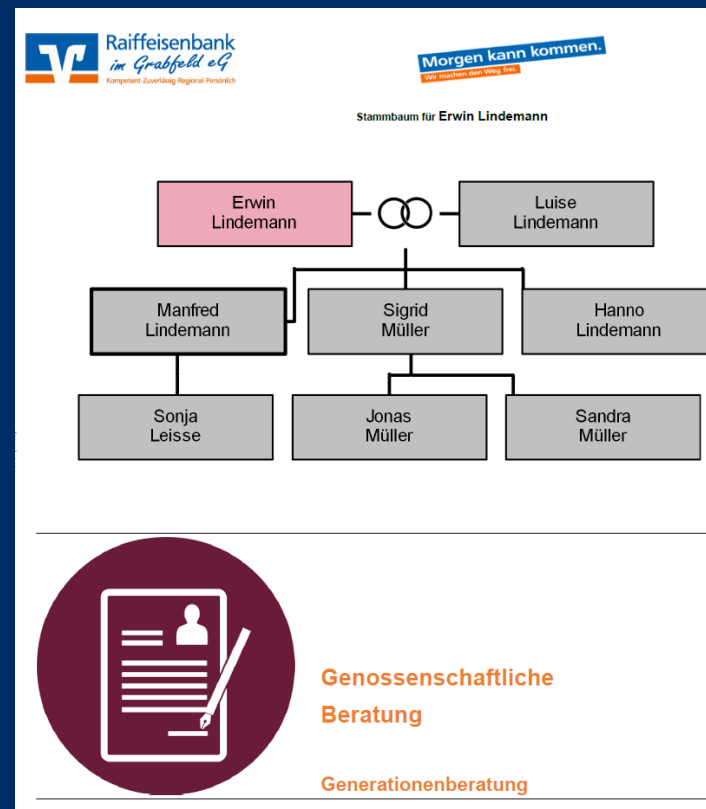 Raiffeisenbank
im Grabfeld eG
Kompetent·Zuverlässig·Regional·Persönlich
Morgen kann kommen.
Wir machen den Weg frei.
Stammbaum für Erwin Lindemann
Erwin
Lindemann
Luise
Lindemann
Manfred
Lindemann
Sigrid
Müller
Hanno
Lindemann
Sonja
Leisse
Jonas
Müller
Sandra
Müller
Genossenschaftliche
Beratung
Generationenberatung